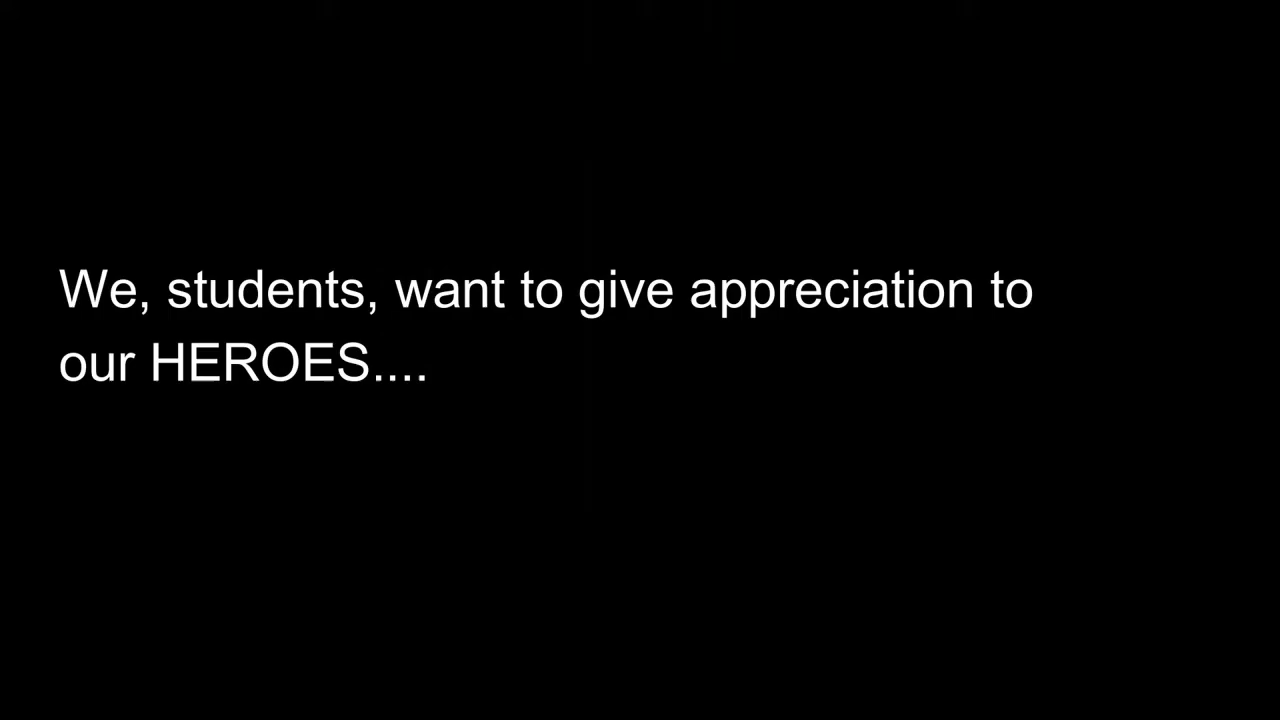 We, students, want to give appreciation to
our HEROES....